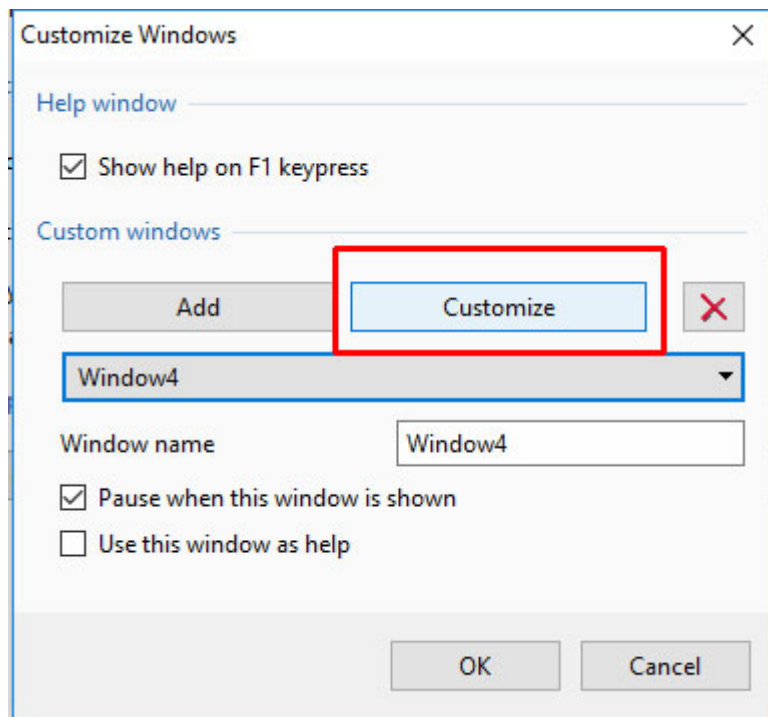 Customize Windows
Help window
Show help on F1 keypress
Custom windows
Add Customize
Window4
Window name Window4
Pause when this window is shown
Use this window as help
OK Cancel